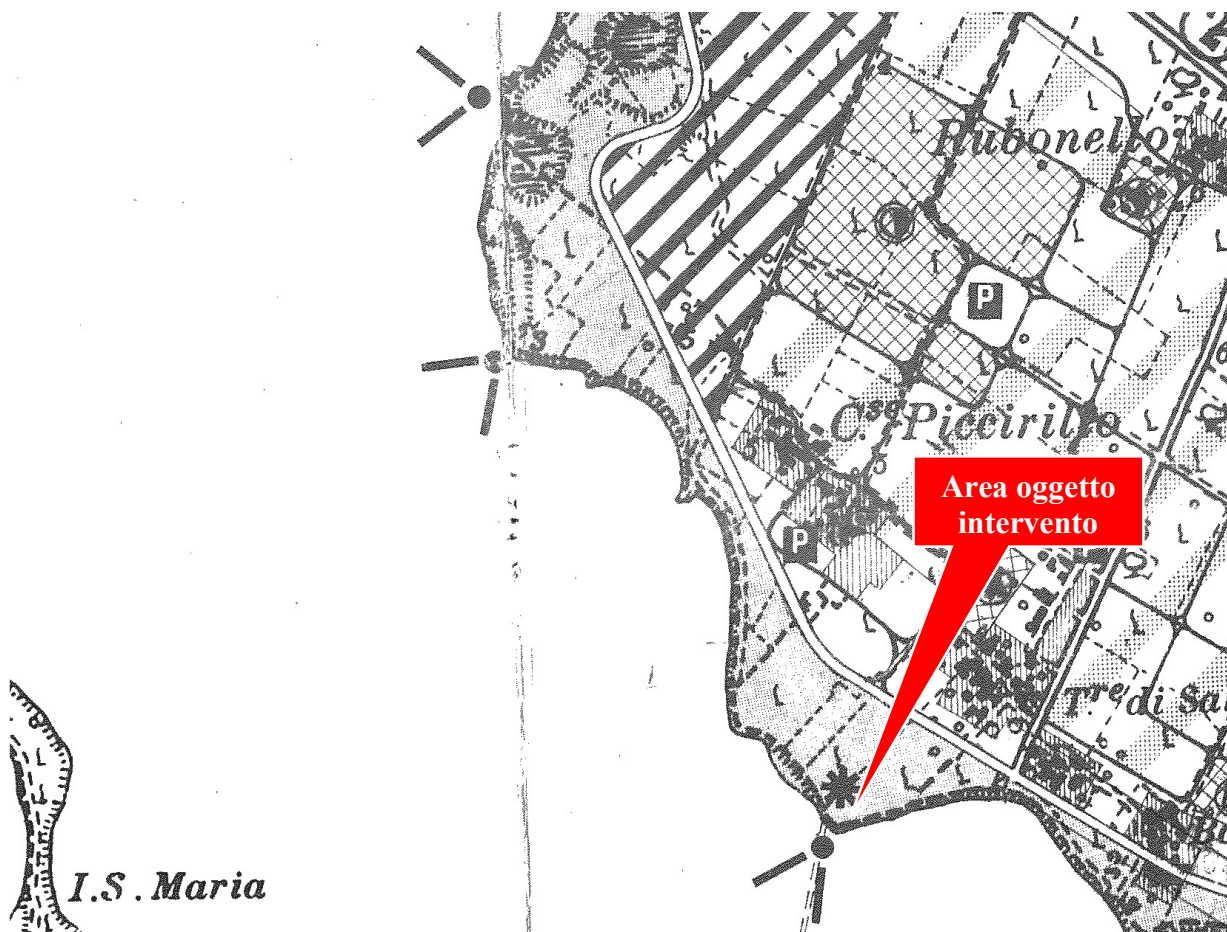 Rubonello
P
C.se Piccirillo
Area oggetto
intervento
P
T.re di Sa
I.S. Maria